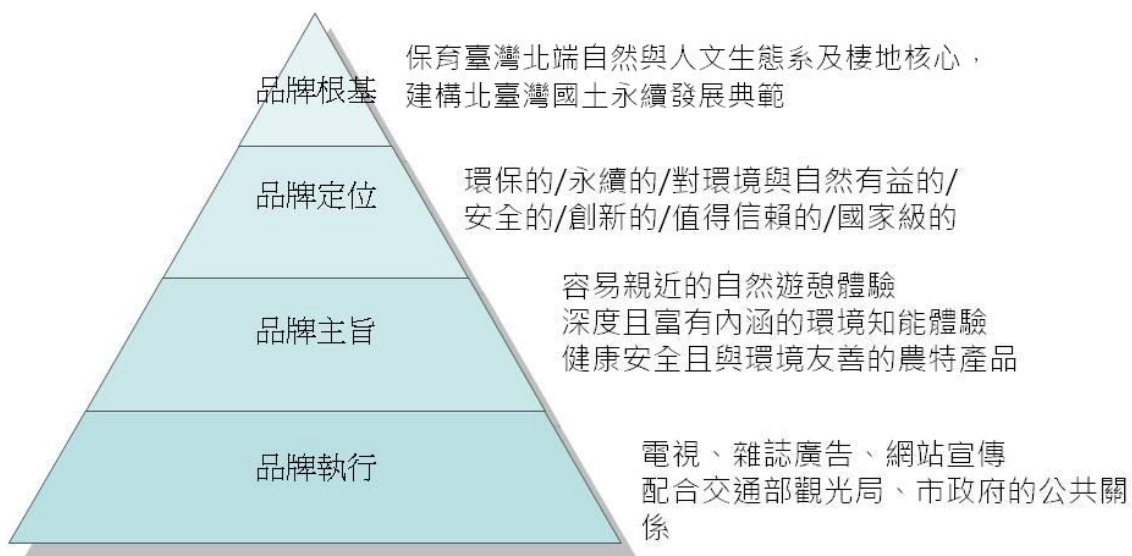 品牌根基
保育臺灣北端自然與人文生態系及棲地核心，
建構北臺灣國土永續發展典範
品牌定位
環保的/永續的/對環境與自然有益的/
安全的/創新的/值得信賴的/國家級的
品牌主旨
容易親近的自然遊憩體驗
深度且富有內涵的環境知能體驗
健康安全且與環境友善的農特產品
品牌執行
電視、雜誌廣告、網站宣傳
配合交通部觀光局、市政府的公共關
係